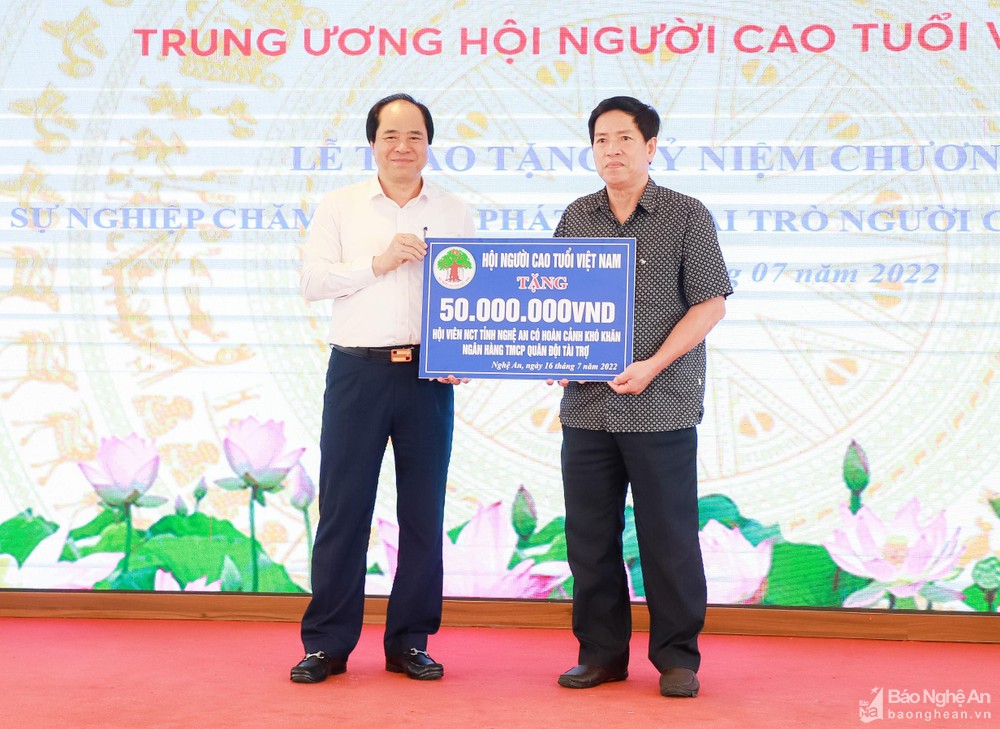 TRUNG ƯƠNG HỘI NGƯỜI CAO TUỔI V
LỄ T AO TẶNG Ỷ NIỆM CHƯƠN
SỰ NGHIỆP CHĂM PHÁT AI TRÒ NGƯỜI C
g 07 năm 2022
HỘI NGƯỜI CAO TUỔI VIỆT NAM
TẶNG
50.000.000VNĐ
HỘI VIÊN NCT TỈNH NGHỆ AN CÓ HOÀN CẢNH KHÓ KHĂN
NGÂN HÀNG TMCP QUÂN ĐỘI TÀI TRỢ
Nghệ An, ngày 16 tháng 7 năm 2022
Báo Nghệ An
baonghean.vn